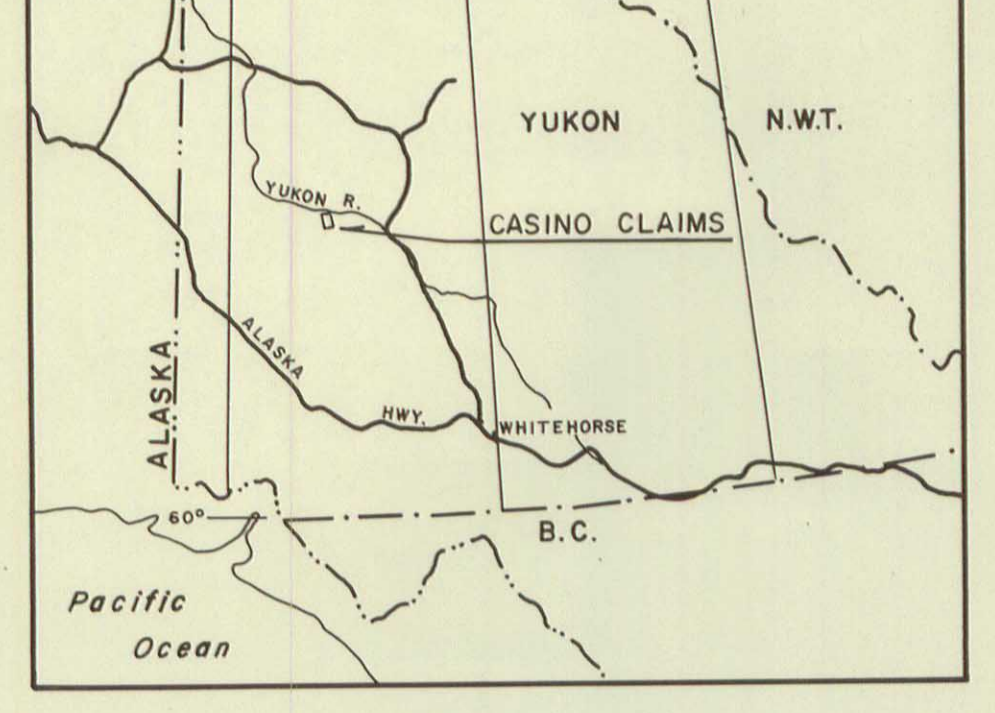 YUKON
N.W.T.
YUKON R.
CASINO CLAIMS
ALASKA
ALASKA
HWY.
WHITEHORSE
60°
B.C.
Pacific
Ocean